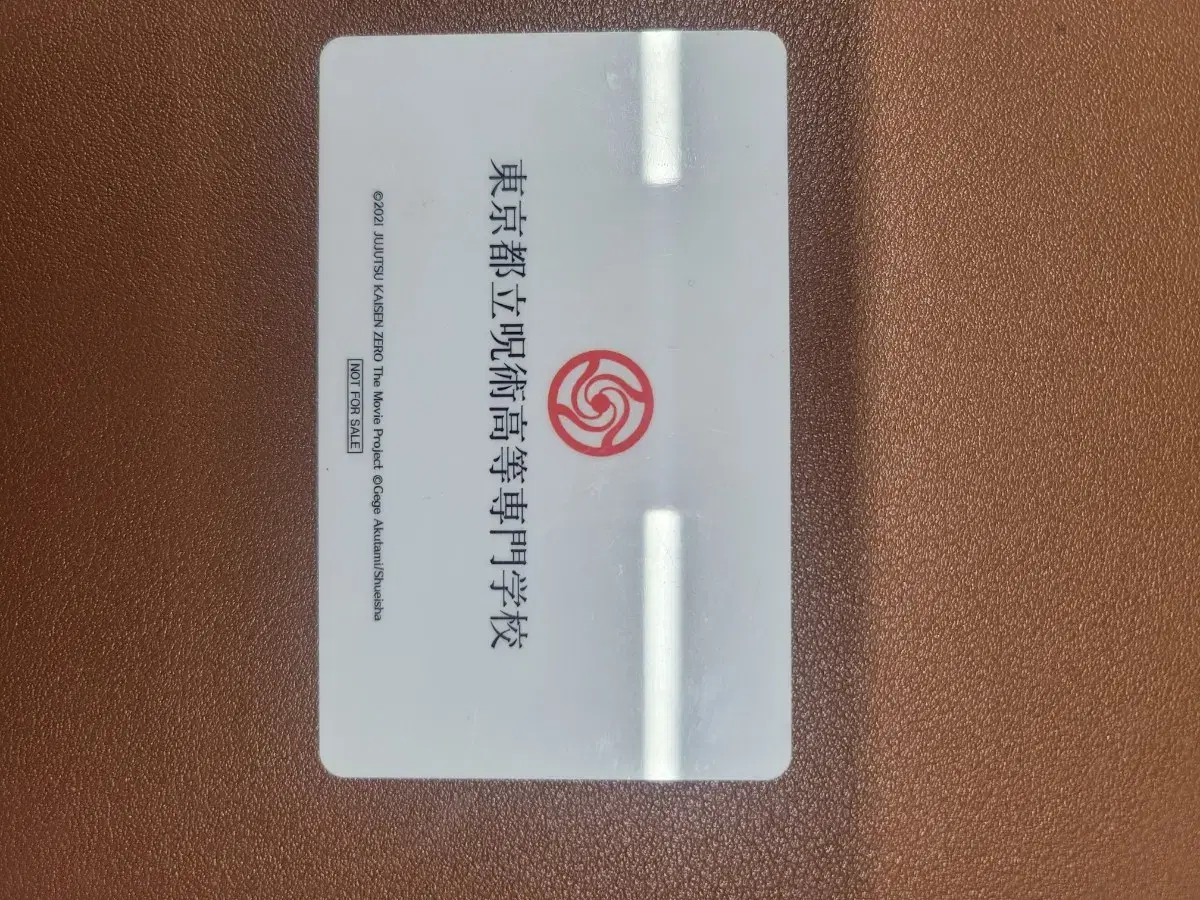 東京都立呪術高等専門学校
©2021 JUJUTSU KAISEN ZERO The Movie Project ©Gege Akutami/Shueisha
NOT FOR SALE